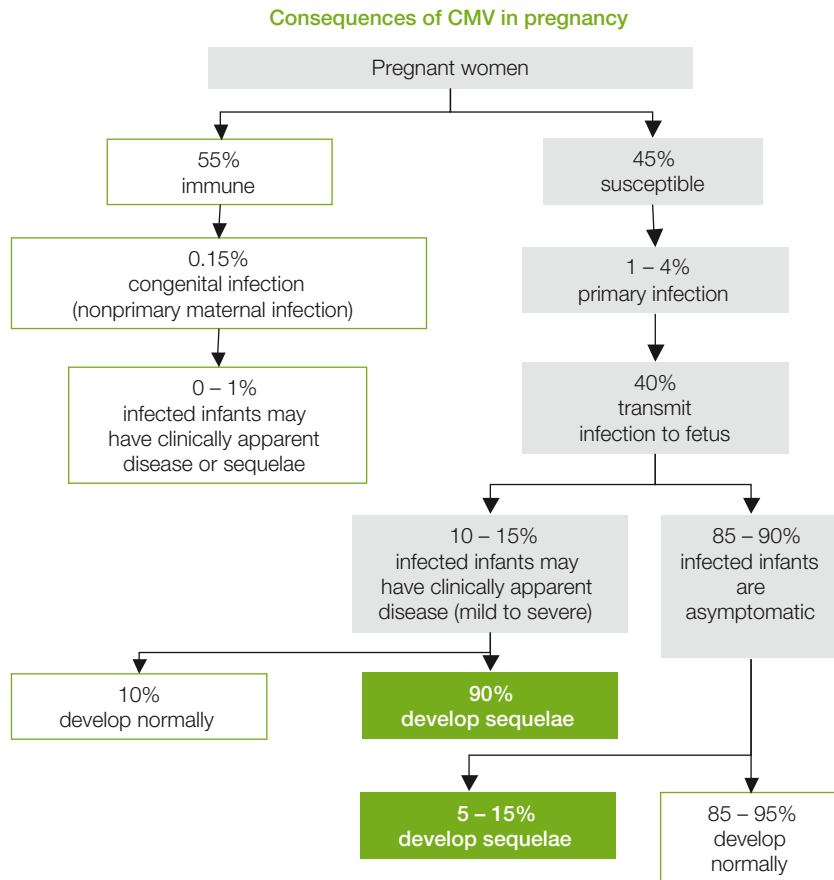 Consequences of CMV in pregnancy
Pregnant women
55%
immune
45%
susceptible
0.15%
congenital infection
(nonprimary maternal infection)
1 – 4%
primary infection
0 – 1%
infected infants may
have clinically apparent
disease or sequelae
40%
transmit
infection to fetus
10 – 15%
infected infants may
have clinically apparent
disease (mild to severe)
85 – 90%
infected infants
are
asymptomatic
10%
develop normally
90%
develop sequelae
5 – 15%
develop sequelae
85 – 95%
develop
normally